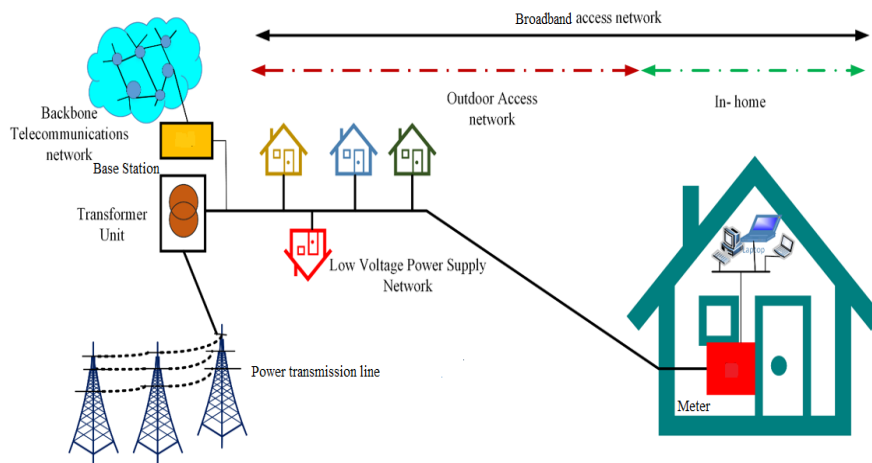 Broadband access network
Outdoor Access
network
In- home
Backbone
Telecommunications
network
Base Station
Transformer
Unit
Low Voltage Power Supply
Network
Laptop
Power transmission line
Meter